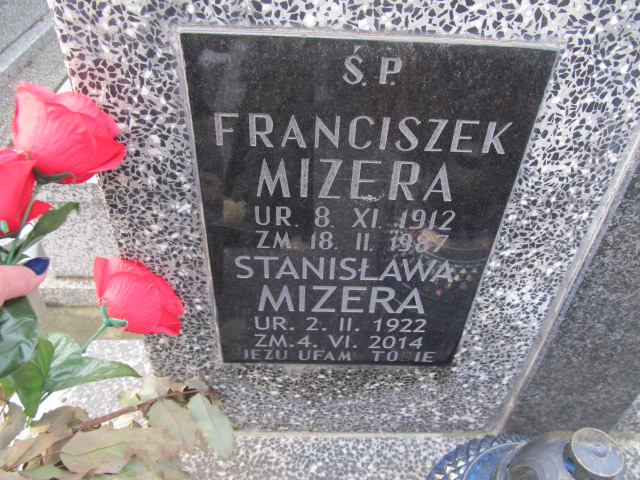 Ś.P.
FRANCISZEK
MIZERA
UR. 8 XI. 1912
ZM. 18. II. 1987
STANISŁAWA
MIZERA
UR. 2. II. 1922
ZM. 4. VI. 2014
JEZU UFAM TOBIE